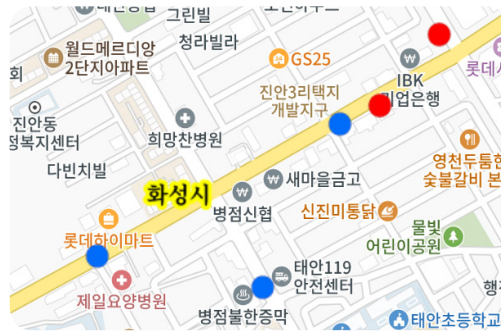 그린빌
청라빌라
월드메르디앙
2단지아파트
GS25
IBK
기업은행
진안3리택지
개발지구
진안동
희망찬병원
다빈치빌
영천두툼한
숯불갈비 본
화성시
새마을금고
병점신협
신진미통닭
물빛
어린이공원
롯데하이마트
태안119
안전센터
제일요양병원
병점불한증막
태안초등학교